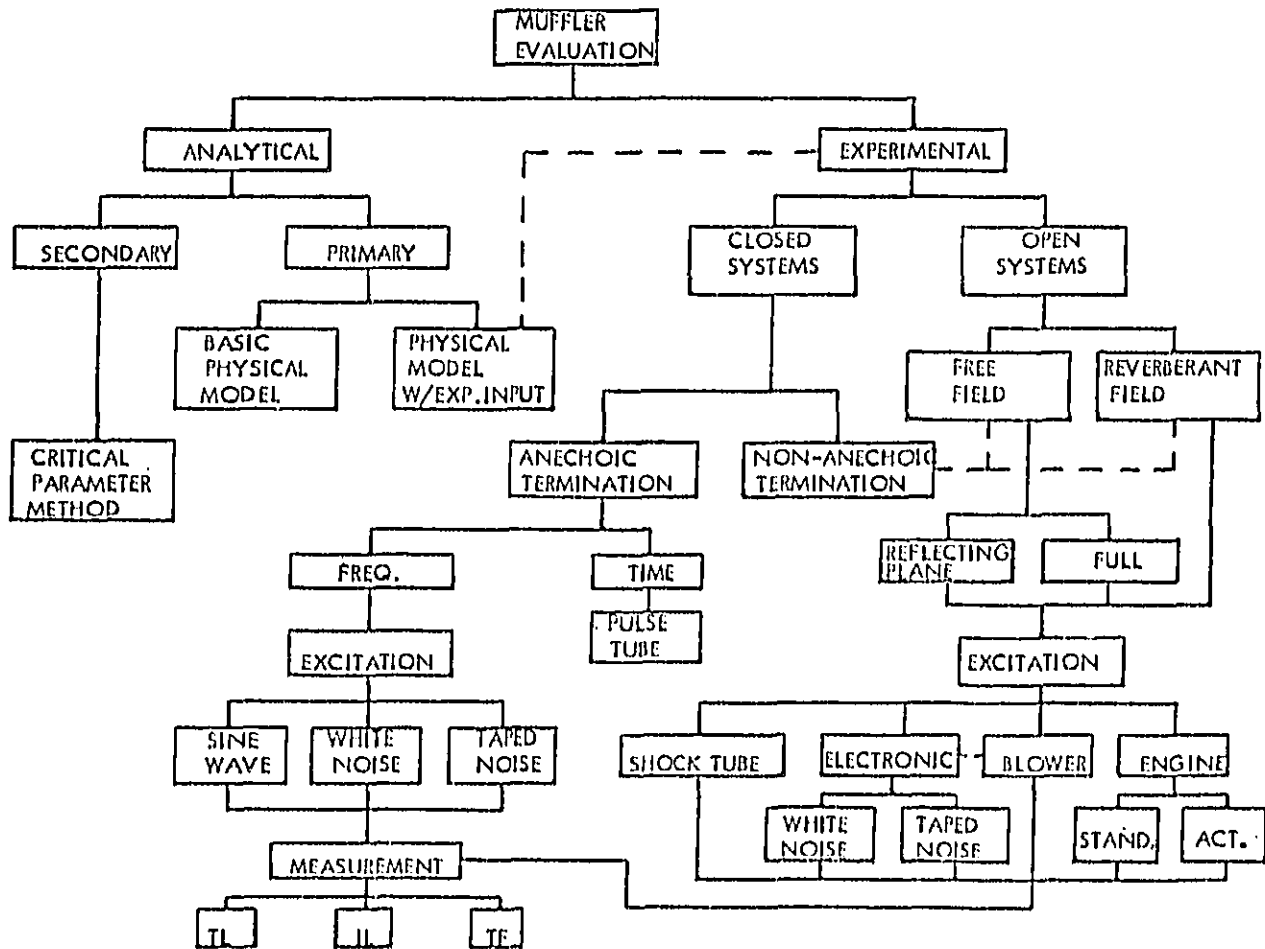 MUFFLER
EVALUATION
ANALYTICAL
EXPERIMENTAL
SECONDARY
PRIMARY
CLOSED
SYSTEMS
OPEN
SYSTEMS
BASIC
PHYSICAL
MODEL
PHYSICAL
MODEL
W/EXP.INPUT
FREE
FIELD
REVERBERANT
FIELD
CRITICAL
PARAMETER
METHOD
ANECHOIC
TERMINATION
NON-ANECHOIC
TERMINATION
REFLECTING
PLANE
FULL
FREQ.
TIME
PULSE
TUBE
EXCITATION
EXCITATION
SINE
WAVE
WHITE
NOISE
TAPED
NOISE
SHOCK TUBE
ELECTRONIC
BLOWER
ENGINE
WHITE
NOISE
TAPED
NOISE
STAND.
ACT.
MEASUREMENT
TL